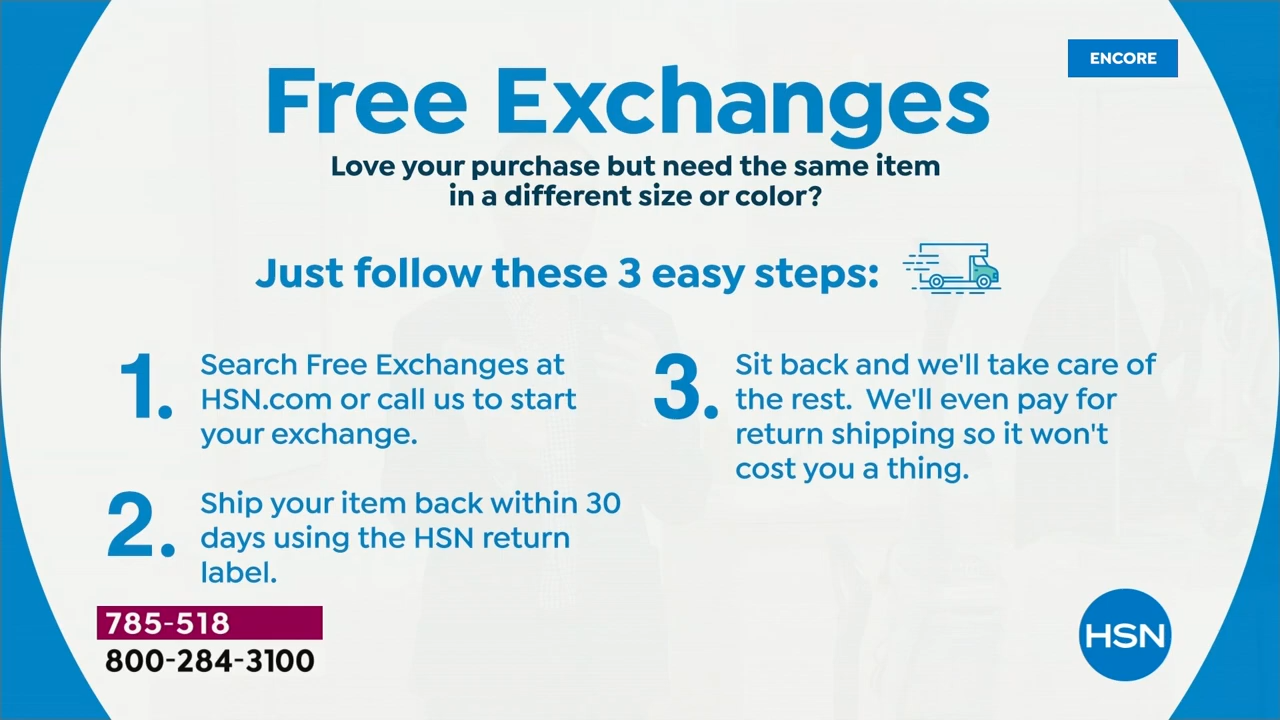 ENCORE
Free Exchanges
Love your purchase but need the same item
in a different size or color?
Just follow these 3 easy steps:
1. Search Free Exchanges at
HSN.com or call us to start
your exchange.
2. Ship your item back within 30
days using the HSN return
label.
3. Sit back and we'll take care of
the rest. We'll even pay for
return shipping so it won't
cost you a thing.
785-518
800-284-3100
HSN